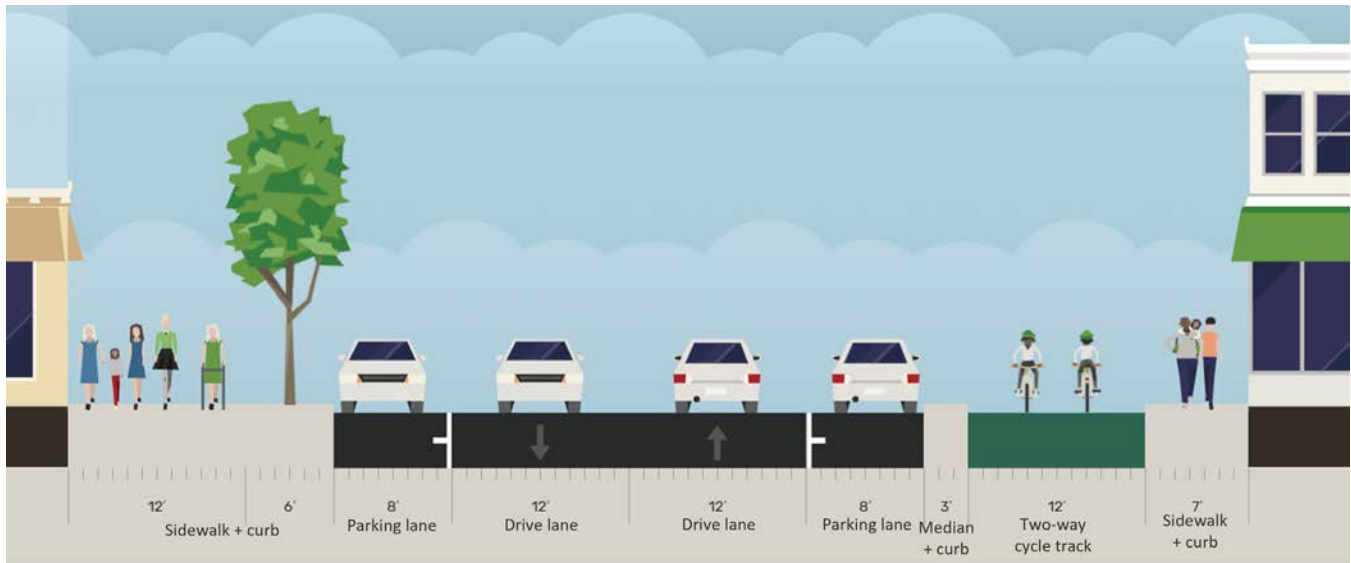 12' 6' 8' 12' 12' 8' 3' 12' 7'
Sidewalk + curb Parking lane Drive lane Drive lane Parking lane Median Two-way Sidewalk
+ curb cycle track + curb